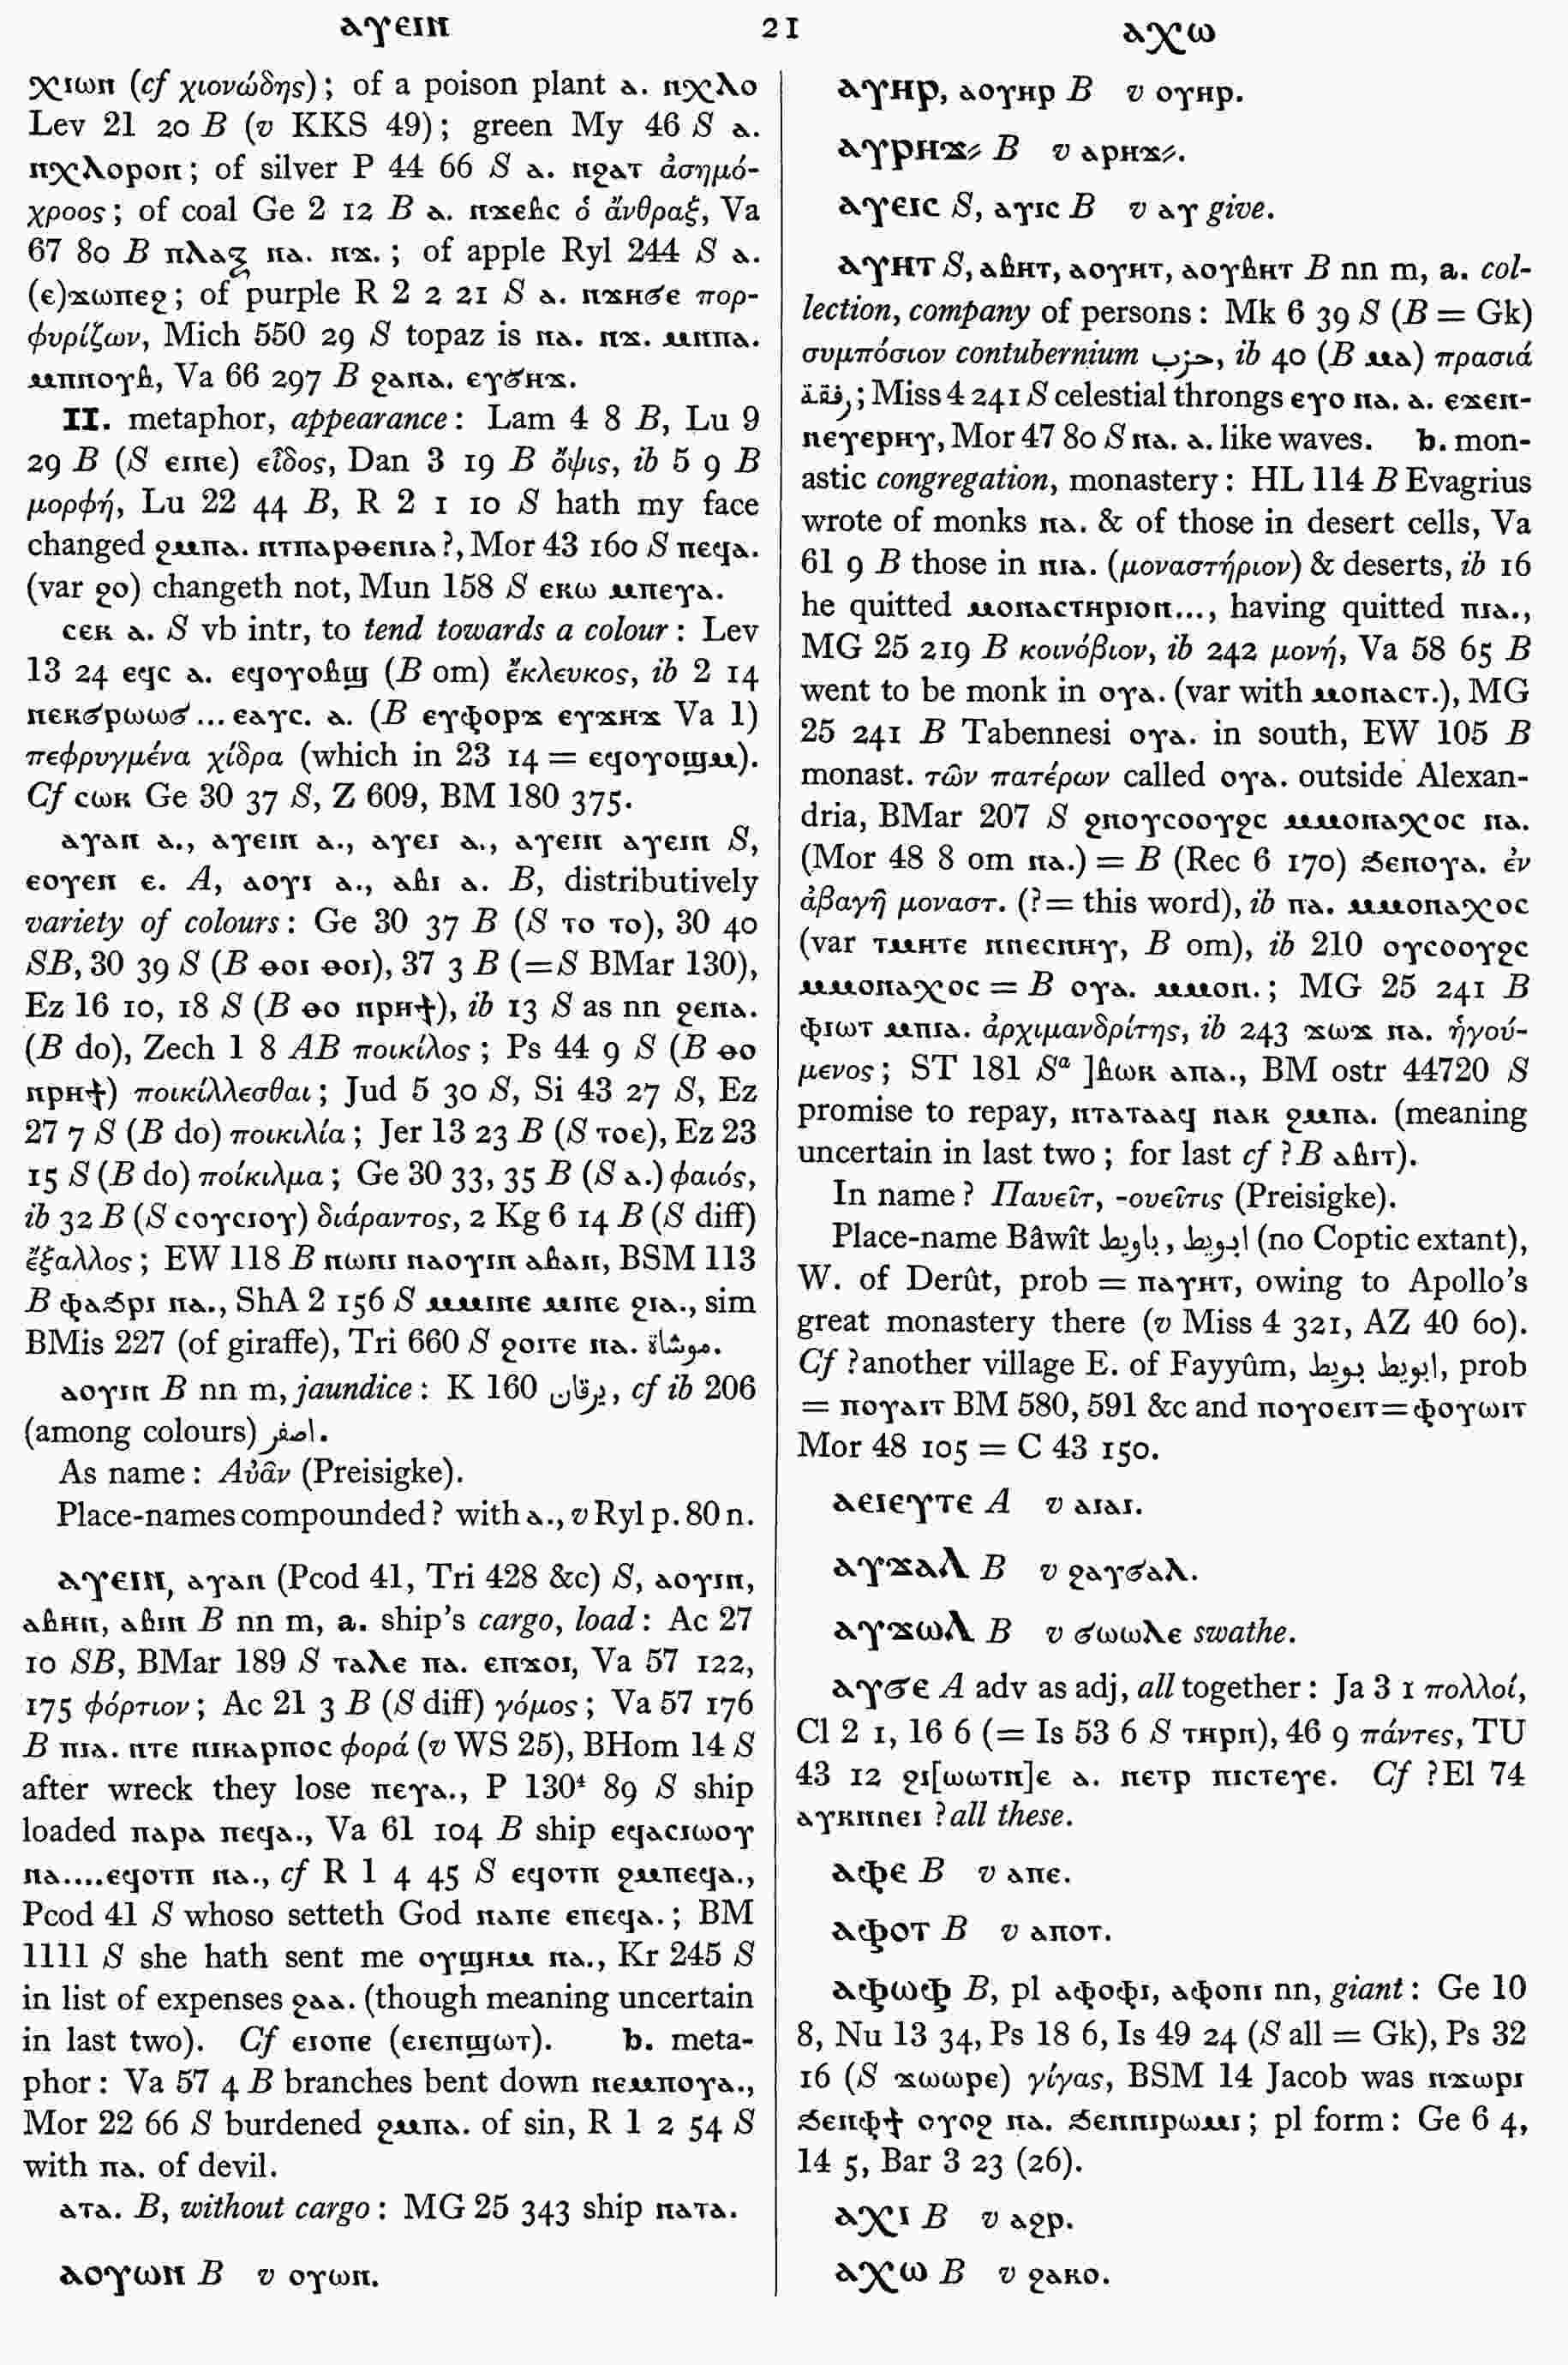 ⲁⲩⲉⲓⲛ 21 ⲁⲭⲱ
ⲭⲓⲱⲛ (cf χιονώδης); of a poison plant ⲁ. ⲛⲭⲗⲟ
Lev 21 20 B (v KKS 49); green My 46 S ⲁ.
ⲛⲭⲗⲟⲣⲟⲛ; of silver P 44 66 S ⲁ. ⲛϩⲁⲧ ἀσημό-
χροος; of coal Ge 2 12 B ⲁ. ⲛϫⲉⲃⲥ ὁ ἄνθραξ, Va
67 80 B ⲡⲗⲁⲝ ⲛⲁ. ⲛϫ.; of apple Ryl 244 S ⲁ.
(ⲉ)ϫⲱⲡⲉϩ; of purple R 2 2 21 S ⲁ. ⲛϫⲏϭⲉ πορ-
φυρίζων, Mich 550 29 S topaz is ⲛⲁ. ⲛϫ. ⲙⲛⲡⲁ.
ⲙⲡⲛⲟⲩⲃ, Va 66 297 B ϩⲁⲛⲁ. ⲉⲩϭⲏϫ.
II. metaphor, appearance: Lam 4 8 B, Lu 9
29 B (S ⲉⲓⲛⲉ) εἶδος, Dan 3 19 B ὄψις, ib 5 9 B
μορφή, Lu 22 44 B, R 2 1 10 S hath my face
changed ϩⲙⲡⲁ. ⲛⲧⲡⲁⲣⲑⲉⲛⲓⲁ?, Mor 43 160 S ⲡⲉϥⲁ.
(var ϩⲟ) changeth not, Mun 158 S ⲉⲕⲱ ⲙⲡⲉⲩⲁ.
ⲥⲉⲕ ⲁ. S vb intr, to tend towards a colour: Lev
13 24 ⲉϥⲥ ⲁ. ⲉϥⲟⲩⲟⲃϣ (B om) ἔκλευκος, ib 2 14
ⲛⲉⲕϭⲣⲱⲱϭ... ⲉⲁⲩⲥ. ⲁ. (B ⲉⲩⲫⲟⲣϫ ⲉⲩϫⲏϫ Va 1)
πεφρυγμένα χίδρα (which in 23 14 = ⲉϥⲟⲩⲟϣⲙ).
Cf ⲥⲱⲕ Ge 30 37 S, Z 609, BM 180 375.
ⲁⲩⲁⲛ ⲁ., ⲁⲩⲉⲓⲛ ⲁ., ⲁⲩⲉⲓ ⲁ., ⲁⲩⲉⲓⲛ ⲁⲩⲉⲓⲛ S,
ⲉⲟⲩⲉⲛ ⲉ. A, ⲁⲟⲩⲓ ⲁ., ⲁⲃⲓ ⲁ. B, distributively
variety of colours: Ge 30 37 B (S ⲧⲟ ⲧⲟ), 30 40
SB, 30 39 S (B ⲑⲟⲓ ⲑⲟⲓ), 37 3 B (=S BMar 130),
Ez 16 10, 18 S (B ⲑⲟ ⲛⲣⲏϯ), ib 13 S as nn ϩⲉⲛⲁ.
(B do), Zech 1 8 AB ποικίλος; Ps 44 9 S (B ⲑⲟ
ⲛⲣⲏϯ) ποικίλλεσθαι; Jud 5 30 S, Si 43 27 S, Ez
27 7 S (B do) ποικιλία; Jer 13 23 B (S ⲧⲟⲉ), Ez 23
15 S (B do) ποίκιλμα; Ge 30 33, 35 B (S ⲁ.) φαιός,
ib 32 B (S ⲥⲟⲩⲥⲓⲟⲩ) διάραντος, 2 Kg 6 14 B (S diff)
ἔξαλλος; EW 118 B ⲛⲱⲛⲓ ⲛⲁⲟⲩⲓⲛ ⲁⲃⲁⲛ, BSM 113
B ⲫⲁϧⲣⲓ ⲛⲁ., ShA 2 156 S ⲙⲙⲓⲛⲉ ⲙⲓⲛⲉ ϩⲓⲁ., sim
BMis 227 (of giraffe), Tri 660 S ϩⲟⲓⲧⲉ ⲛⲁ. موشاة.
ⲁⲟⲩⲓⲛ B nn m, jaundice: K 160 يرقان, cf ib 206
(among colours) اصفر.
As name: Αὐᾶν (Preisigke).
Place-names compounded? with ⲁ., v Ryl p. 80 n.
ⲁⲩⲉⲓⲛ, ⲁⲩⲁⲛ (Pcod 41, Tri 428 &c) S, ⲁⲟⲩⲓⲛ,
ⲁⲃⲏⲛ, ⲁⲃⲓⲛ B nn m, a. ship's cargo, load: Ac 27
10 SB, BMar 189 S ⲧⲁⲗⲉ ⲛⲁ. ⲉⲡϫⲟⲓ, Va 57 122,
175 φόρτιον; Ac 21 3 B (S diff) γόμος; Va 57 176
B ⲡⲓⲁ. ⲛⲧⲉ ⲛⲓⲕⲁⲣⲡⲟⲥ φορά (v WS 25), BHom 14 S
after wreck they lose ⲡⲉⲩⲁ., P 130⁴ 89 S ship
loaded ⲡⲁⲣⲁ ⲡⲉϥⲁ., Va 61 104 B ship ⲉϥⲁⲥⲓⲱⲟⲩ
ⲛⲁ....ⲉϥⲟⲧⲡ ⲛⲁ., cf R 1 4 45 S ⲉϥⲟⲧⲡ ϩⲙⲡⲉϥⲁ.,
Pcod 41 S whoso setteth God ⲛⲁⲡⲉ ⲉⲡⲉϥⲁ.; BM
1111 S she hath sent me ⲟⲩϣⲏⲙ ⲛⲁ., Kr 245 S
in list of expenses ϩⲁⲁ. (though meaning uncertain
in last two). Cf ⲉⲓⲟⲡⲉ (ⲉⲓⲉⲡϣⲱⲧ). b. meta-
phor: Va 57 4 B branches bent down ⲛⲉⲙⲡⲟⲩⲁ.,
Mor 22 66 S burdened ϩⲙⲡⲁ. of sin, R 1 2 54 S
with ⲡⲁ. of devil.
ⲁⲧⲁ. B, without cargo: MG 25 343 ship ⲛⲁⲧⲁ.
ⲁⲟⲩⲱⲛ B v ⲟⲩⲱⲛ.
ⲁⲩⲏⲣ, ⲁⲟⲩⲏⲣ B v ⲟⲩⲏⲣ.
ⲁⲩⲣⲏϫ⸗ B v ⲁⲣⲏϫ⸗.
ⲁⲩⲉⲓⲥ S, ⲁⲩⲓⲥ B v ⲁⲩ give.
ⲁⲩⲏⲧ S, ⲁⲃⲏⲧ, ⲁⲟⲩⲏⲧ, ⲁⲟⲩⲃⲏⲧ B nn m, a. col-
lection, company of persons: Mk 6 39 S (B = Gk)
συμπόσιον contubernium حزب, ib 40 (B ⲙⲁ) πρασιά
; Miss 4 241 S celestial throngs ⲉⲩⲟ ⲛⲁ. ⲁ. ⲉϫⲉⲛ-
ⲛⲉⲩⲉⲣⲏⲩ, Mor 47 80 S ⲛⲁ. ⲁ. like waves. b. mon-
astic congregation, monastery: HL 114 B Evagrius
wrote of monks ⲛⲁ. & of those in desert cells, Va
61 9 B those in ⲛⲓⲁ. (μοναστήριον) & deserts, ib 16
he quitted ⲙⲟⲛⲁⲥⲧⲏⲣⲓⲟⲛ..., having quitted ⲡⲓⲁ.,
MG 25 219 B κοινόβιον, ib 242 μονή, Va 58 65 B
went to be monk in ⲟⲩⲁ. (var with ⲙⲟⲛⲁⲥⲧ.), MG
25 241 B Tabennesi ⲟⲩⲁ. in south, EW 105 B
monast. τῶν πατέρων called ⲟⲩⲁ. outside Alexan-
dria, BMar 207 S ϩⲛⲟⲩⲥⲟⲟⲩϩⲥ ⲙⲙⲟⲛⲁⲭⲟⲥ ⲛⲁ.
(Mor 48 8 om ⲛⲁ.) = B (Rec 6 170) ϧⲉⲛⲟⲩⲁ. ἐν
ἀβαγῆ μοναστ. (?= this word), ib ⲛⲁ. ⲙⲙⲟⲛⲁⲭⲟⲥ
(var ⲧⲙⲏⲧⲉ ⲛⲛⲉⲥⲛⲏⲩ, B om), ib 210 ⲟⲩⲥⲟⲟⲩϩⲥ
ⲙⲙⲟⲛⲁⲭⲟⲥ = B ⲟⲩⲁ. ⲙⲙⲟⲛ.; MG 25 241 B
ⲫⲓⲱⲧ ⲙⲡⲓⲁ. ἀρχιμανδρίτης, ib 243 ϫⲱϫ ⲛⲁ. ἡγού-
μενος; ST 181 Sᵃ ]ⲃⲱⲕ ⲁⲡⲁ., BM ostr 44720 S
promise to repay, ⲛⲧⲁⲧⲁⲁϥ ⲛⲁⲕ ϩⲙⲡⲁ. (meaning
uncertain in last two; for last cf ?B ⲁⲃⲓⲧ).
In name? Παυεῖτ, -ουεῖτις (Preisigke).
Place-name Bâwît باويط, ابويط (no Coptic extant),
W. of Derût, prob = ⲡⲁⲩⲏⲧ, owing to Apollo's
great monastery there (v Miss 4 321, AZ 40 60).
Cf ?another village E. of Fayyûm, ابويط بويط, prob
= ⲡⲟⲩⲁⲓⲧ BM 580, 591 &c and ⲡⲟⲩⲟⲉⲓⲧ=ⲫⲟⲩⲱⲓⲧ
Mor 48 105 = C 43 150.
ⲁⲉⲓⲉⲩⲧⲉ A v ⲁⲓⲁⲓ.
ⲁⲩϫⲁⲗ B v ϩⲁⲩϭⲁⲗ.
ⲁⲩϫⲱⲗ B v ϭⲱⲱⲗⲉ swathe.
ⲁⲩϭⲉ A adv as adj, all together: Ja 3 1 πολλοί,
Cl 2 1, 16 6 (= Is 53 6 S ⲧⲏⲣⲛ), 46 9 πάντες, TU
43 12 ϩⲓ[ⲱⲱⲧⲛ]ⲉ ⲁ. ⲡⲉⲧⲣ ⲡⲓⲥⲧⲉⲩⲉ. Cf ?El 74
ⲁⲩⲕⲛⲛⲉⲓ ?all these.
ⲁⲫⲉ B v ⲁⲡⲉ.
ⲁⲫⲟⲧ B v ⲁⲡⲟⲧ.
ⲁⲫⲱⲫ B, pl ⲁⲫⲟⲫⲓ, ⲁⲫⲟⲡⲓ nn, giant: Ge 10
8, Nu 13 34, Ps 18 6, Is 49 24 (S all = Gk), Ps 32
16 (S ϫⲱⲱⲣⲉ) γίγας, BSM 14 Jacob was ⲛϫⲱⲣⲓ
ϧⲉⲛⲫϯ ⲟⲩⲟϩ ⲛⲁ. ϧⲉⲛⲛⲓⲣⲱⲙⲓ; pl form: Ge 6 4,
14 5, Bar 3 23 (26).
ⲁⲭⲓ B v ⲁϩⲣ.
ⲁⲭⲱ B v ϩⲁⲕⲟ.